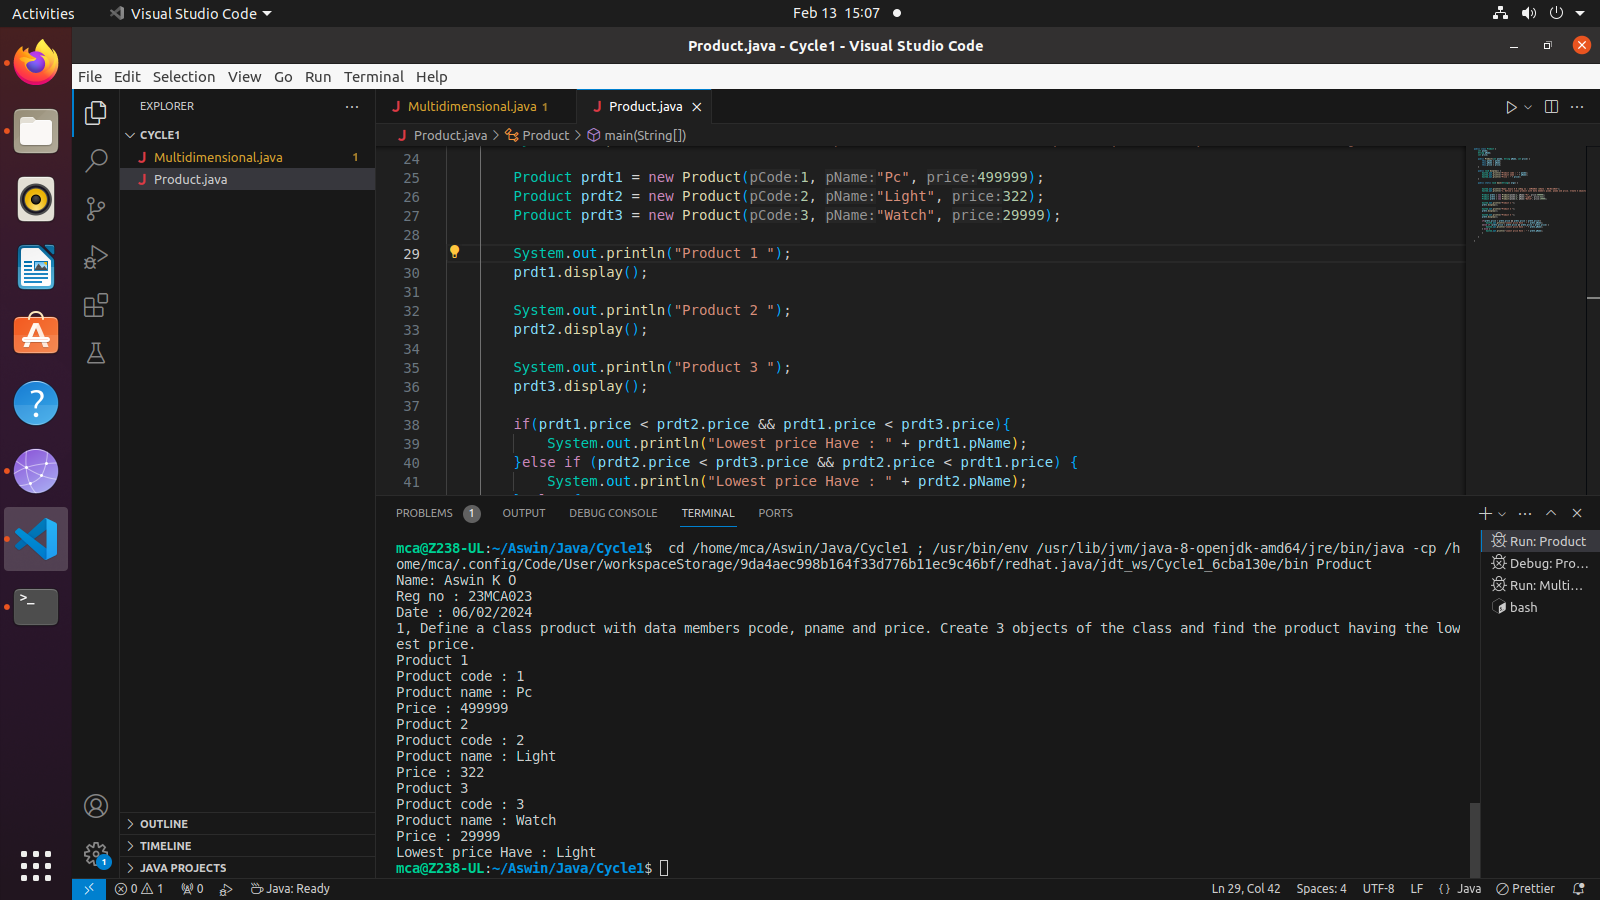 Activities
Visual Studio Code
Feb 13 15:07
Product.java - Cycle1 - Visual Studio Code
File Edit Selection View Go Run Terminal Help
EXPLORER
CYCLE1
J Multidimensional.java 1
J Product.java
OUTLINE
TIMELINE
JAVA PROJECTS
J Multidimensional.java 1
J Product.java
J Product.java > Product > main(String[])
24
25 Product prdt1 = new Product(pCode:1, pName:"Pc", price:499999);
26 Product prdt2 = new Product(pCode:2, pName:"Light", price:322);
27 Product prdt3 = new Product(pCode:3, pName:"Watch", price:29999);
28
29 System.out.println("Product 1 ");
30 prdt1.display();
31
32 System.out.println("Product 2 ");
33 prdt2.display();
34
35 System.out.println("Product 3 ");
36 prdt3.display();
37
38 if(prdt1.price < prdt2.price && prdt1.price < prdt3.price){
39 System.out.println("Lowest price Have : " + prdt1.pName);
40 }else if (prdt2.price < prdt3.price && prdt2.price < prdt1.price) {
41 System.out.println("Lowest price Have : " + prdt2.pName);
PROBLEMS 1 OUTPUT DEBUG CONSOLE TERMINAL PORTS
mca@Z238-UL:~/Aswin/Java/Cycle1$ cd /home/mca/Aswin/Java/Cycle1 ; /usr/bin/env /usr/lib/jvm/java-8-openjdk-amd64/jre/bin/java -cp /h
ome/mca/.config/Code/User/workspaceStorage/9da4aec998b164f33d776b11ec9c46bf/redhat.java/jdt_ws/Cycle1_6cba130e/bin Product
Name: Aswin K O
Reg no : 23MCA023
Date : 06/02/2024
1, Define a class product with data members pcode, pname and price. Create 3 objects of the class and find the product having the low
est price.
Product 1
Product code : 1
Product name : Pc
Price : 499999
Product 2
Product code : 2
Product name : Light
Price : 322
Product 3
Product code : 3
Product name : Watch
Price : 29999
Lowest price Have : Light
mca@Z238-UL:~/Aswin/Java/Cycle1$
Run: Product
Debug: Pro...
Run: Multi...
bash
1
0 1 0 Java: Ready
Ln 29, Col 42 Spaces: 4 UTF-8 LF {} Java Prettier